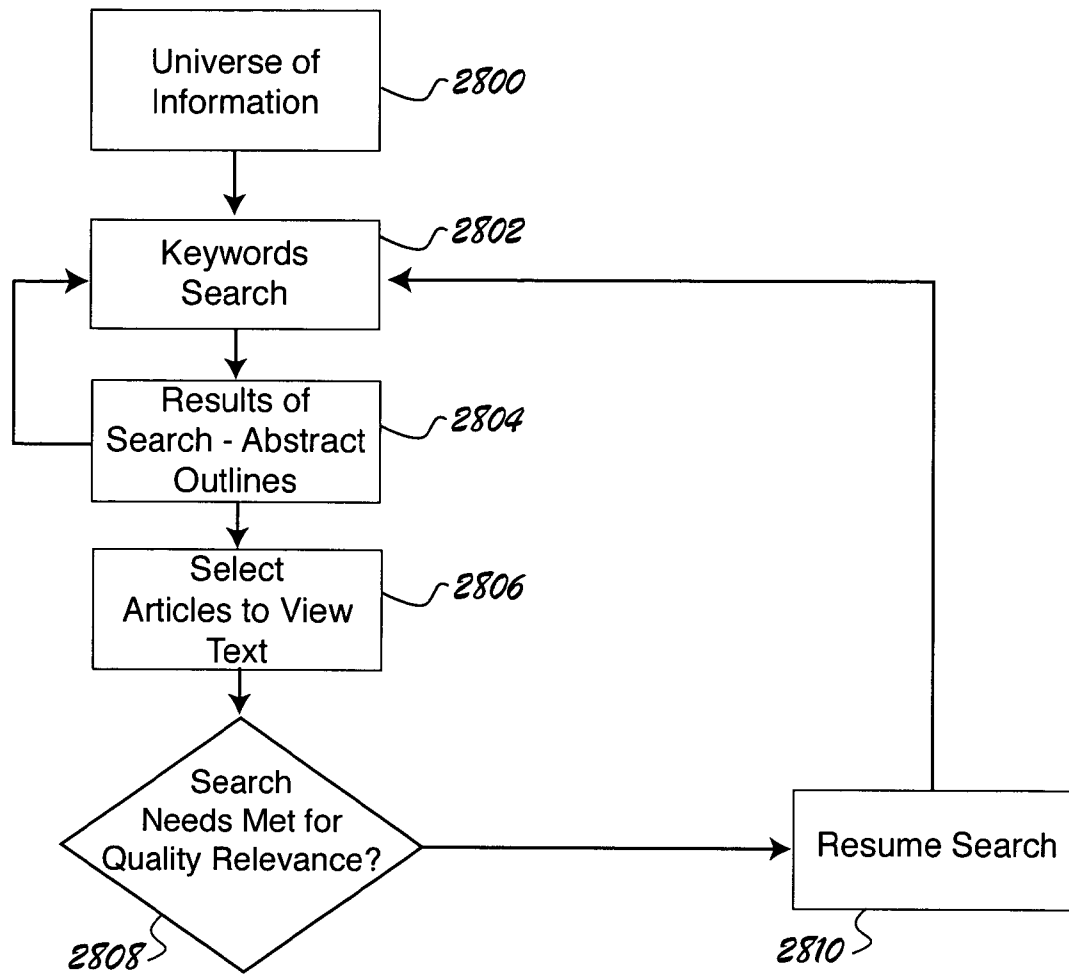 Universe of
Information
2800
2802
Keywords
Search
Results of
Search - Abstract
Outlines
2804
Select
Articles to View
Text
2806
Search
Needs Met for
Quality Relevance?
2808
Resume Search
2810